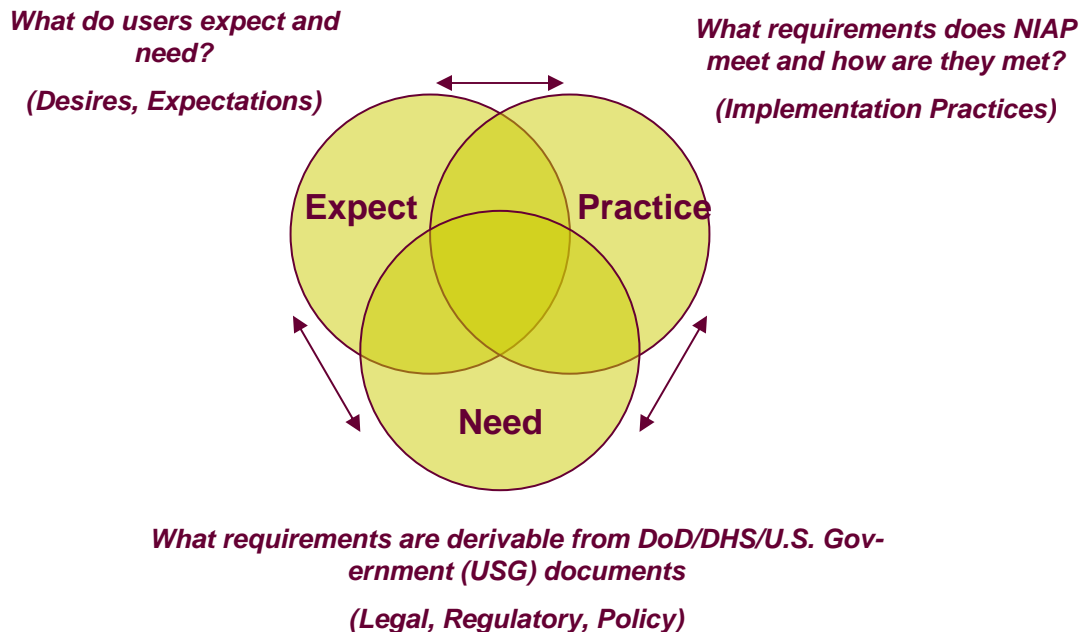 What do users expect and
need?
(Desires, Expectations)
What requirements does NIAP
meet and how are they met?
(Implementation Practices)
Expect
Practice
Need
What requirements are derivable from DoD/DHS/U.S. Gov-
ernment (USG) documents
(Legal, Regulatory, Policy)